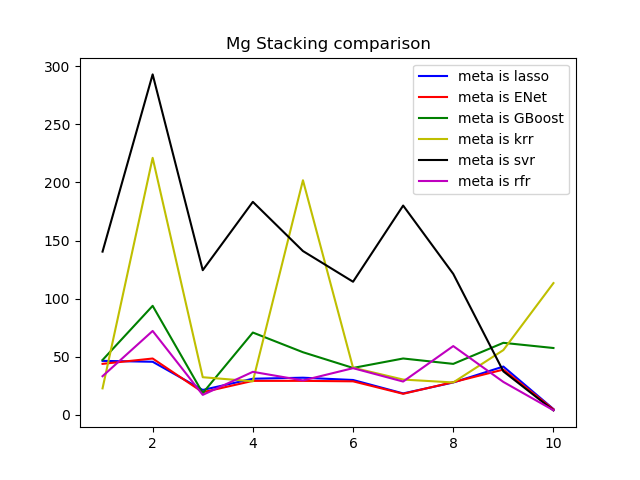 Mg Stacking comparison
300
250
200
150
100
50
0
2
4
6
8
10
meta is lasso
meta is ENet
meta is GBoost
meta is krr
meta is svr
meta is rfr